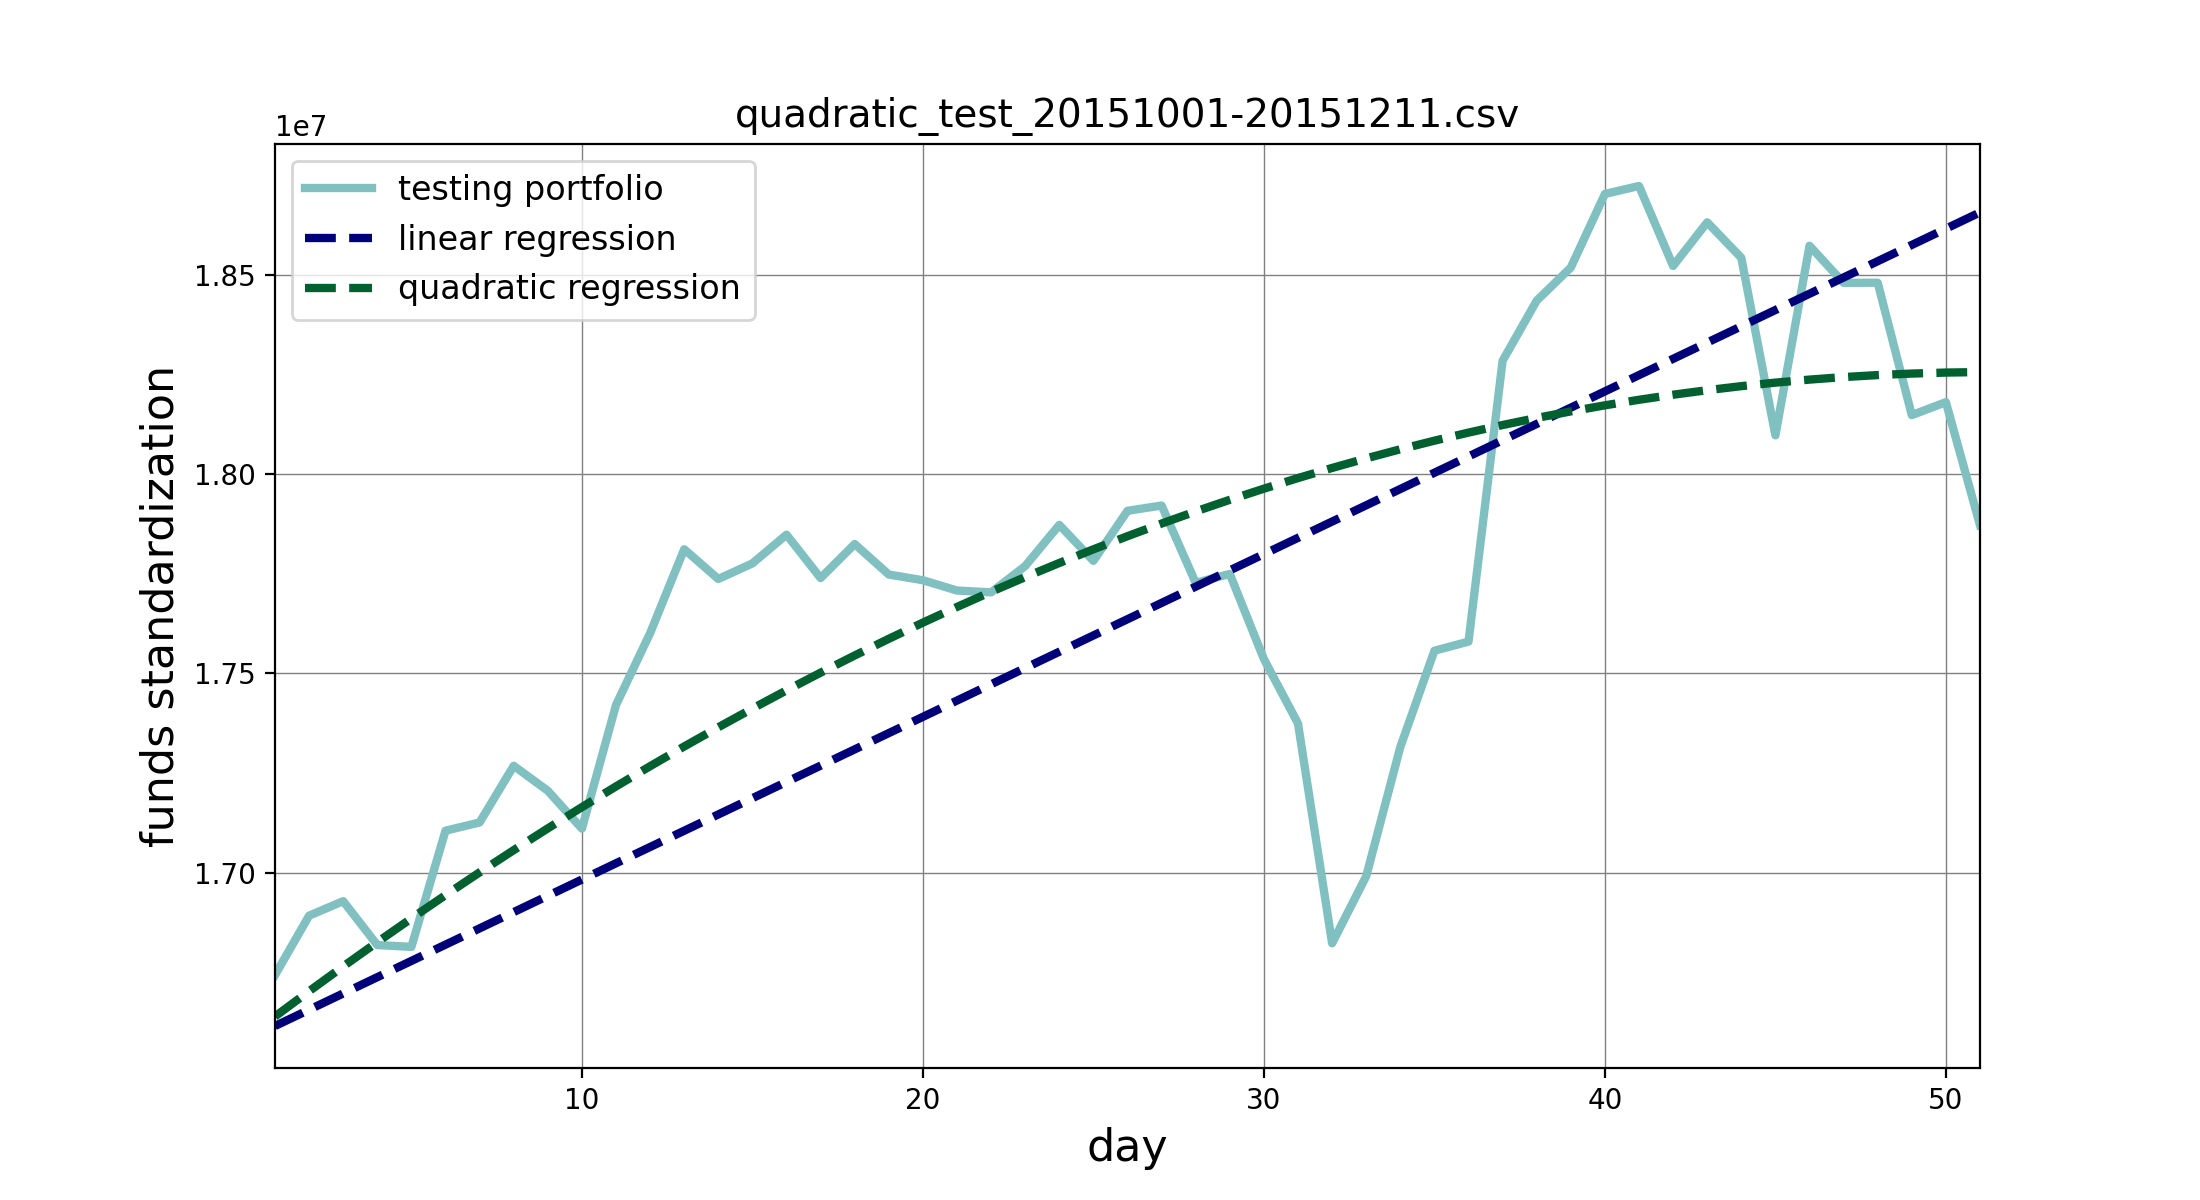 quadratic_test_20151001-20151211.csv
1e7
testing portfolio
linear regression
quadratic regression
1.85
1.80
1.75
1.70
funds standardization
10 20 30 40 50
day